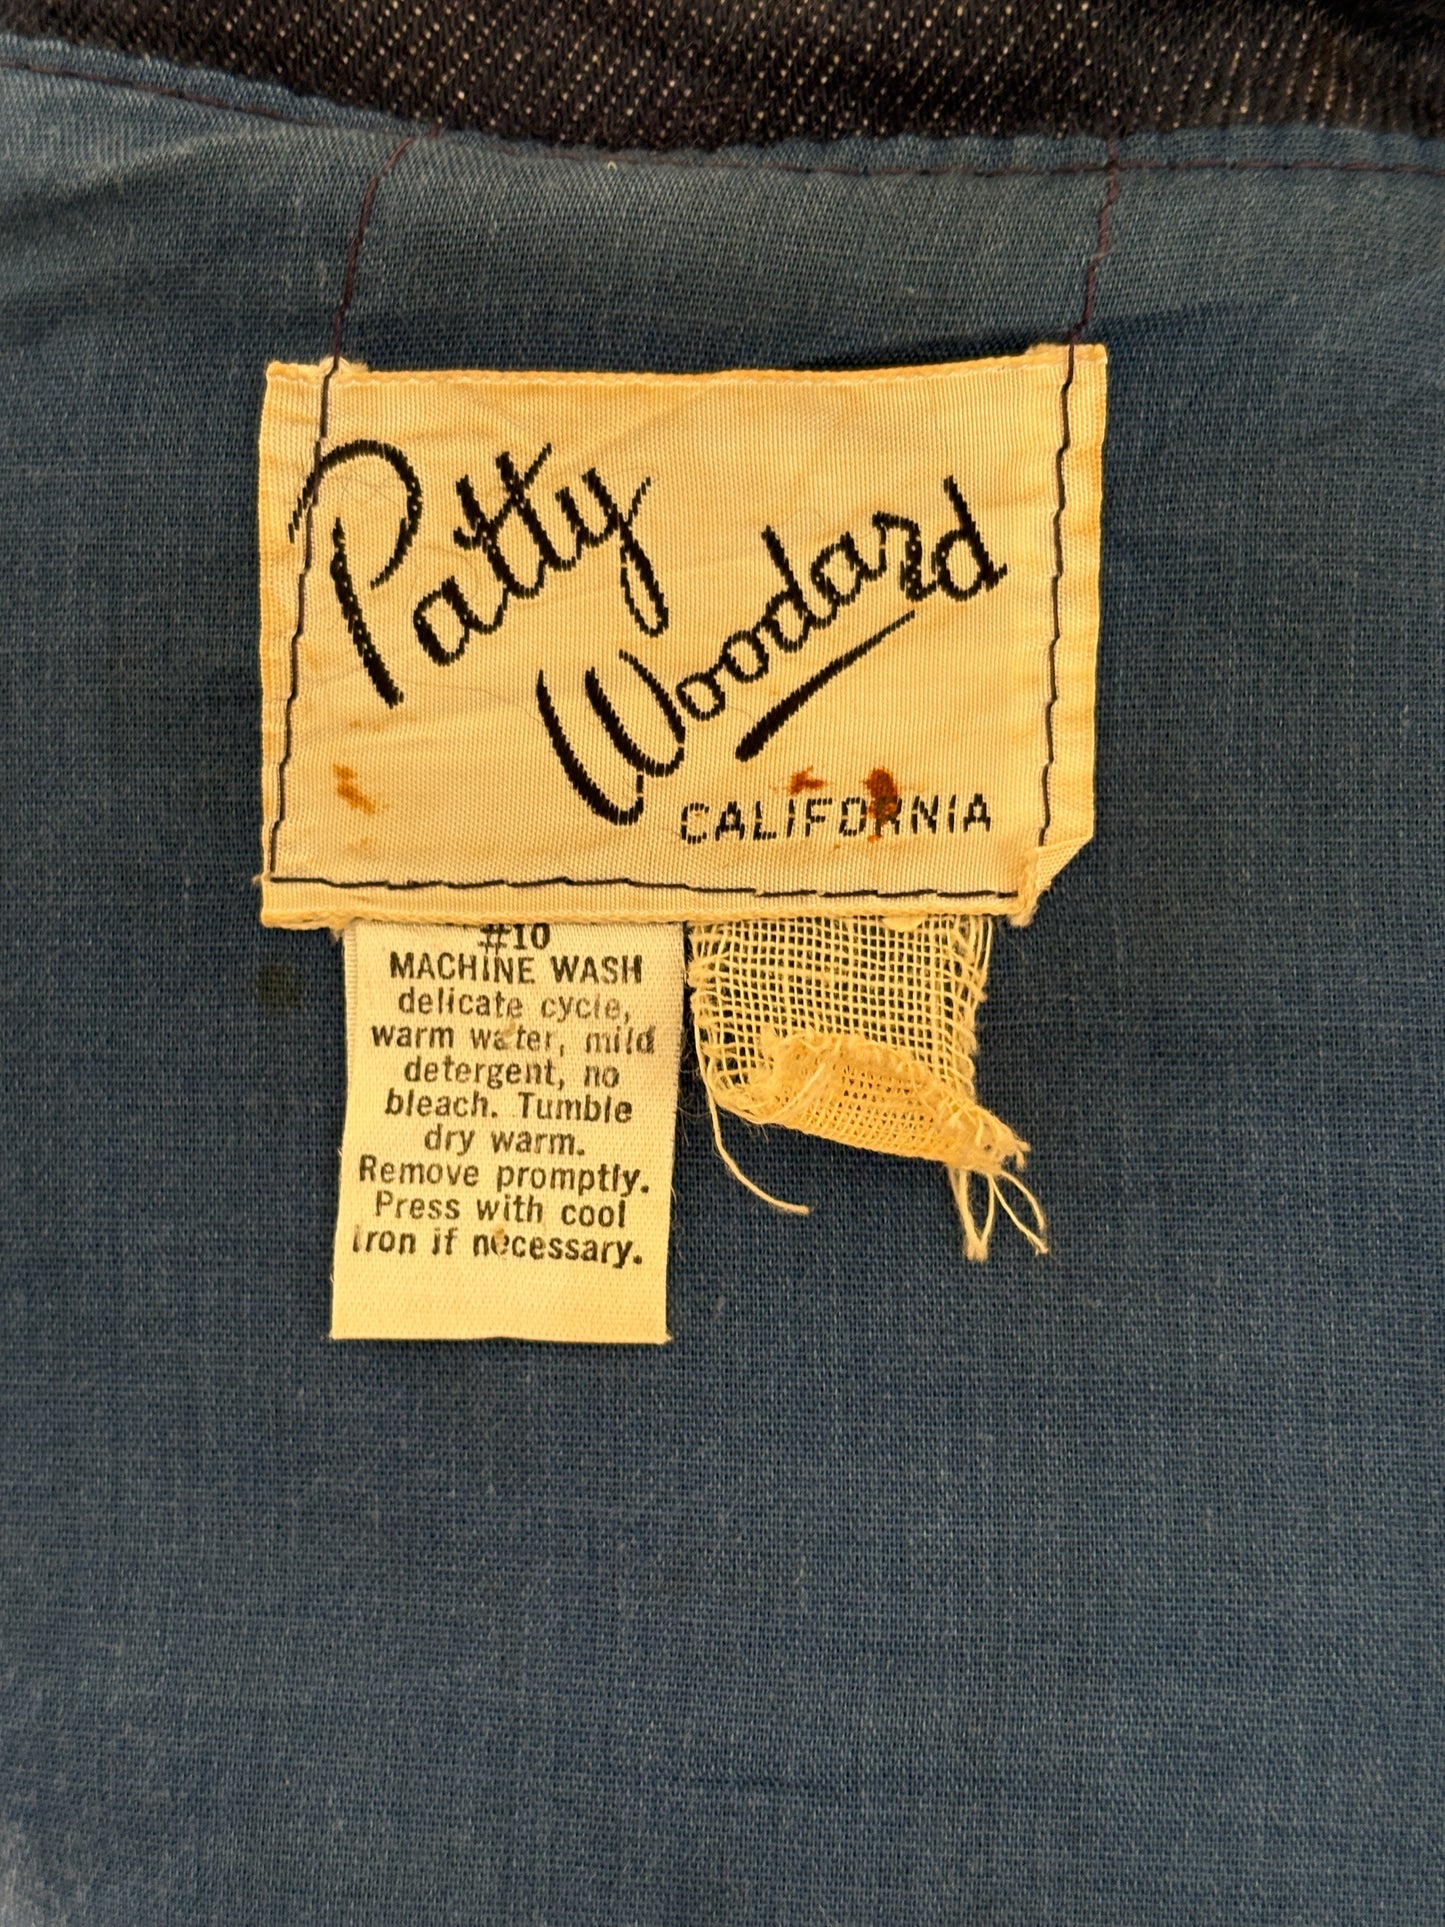 Patty
Woodard
CALIFORNIA
#10
MACHINE WASH
delicate cycle,
warm water, mild
detergent, no
bleach. Tumble
dry warm.
Remove promptly.
Press with cool
iron if necessary.